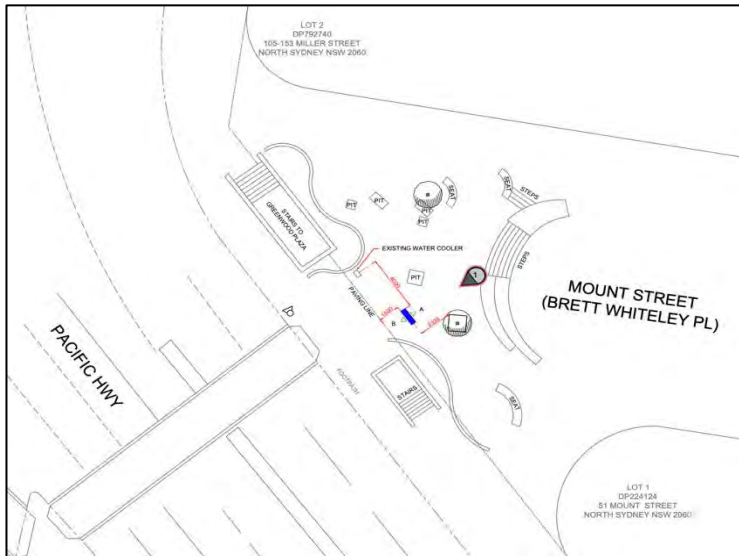 LOT 2
DP792740
105-153 MILLER STREET
NORTH SYDNEY NSW 2060
STAIRS TO
GREENWOOD PLAZA
PIT
PIT
PIT
PIT
SEAT
SEAT
STEPS
STEPS
EXISTING WATER COOLER
PIT
1
MOUNT STREET
(BRETT WHITELEY PL)
PAVING LINE
A
B
PACIFIC HWY
FOOTPATH
STAIRS
SEAT
LOT 1
DP224124
51 MOUNT STREET
NORTH SYDNEY NSW 2060